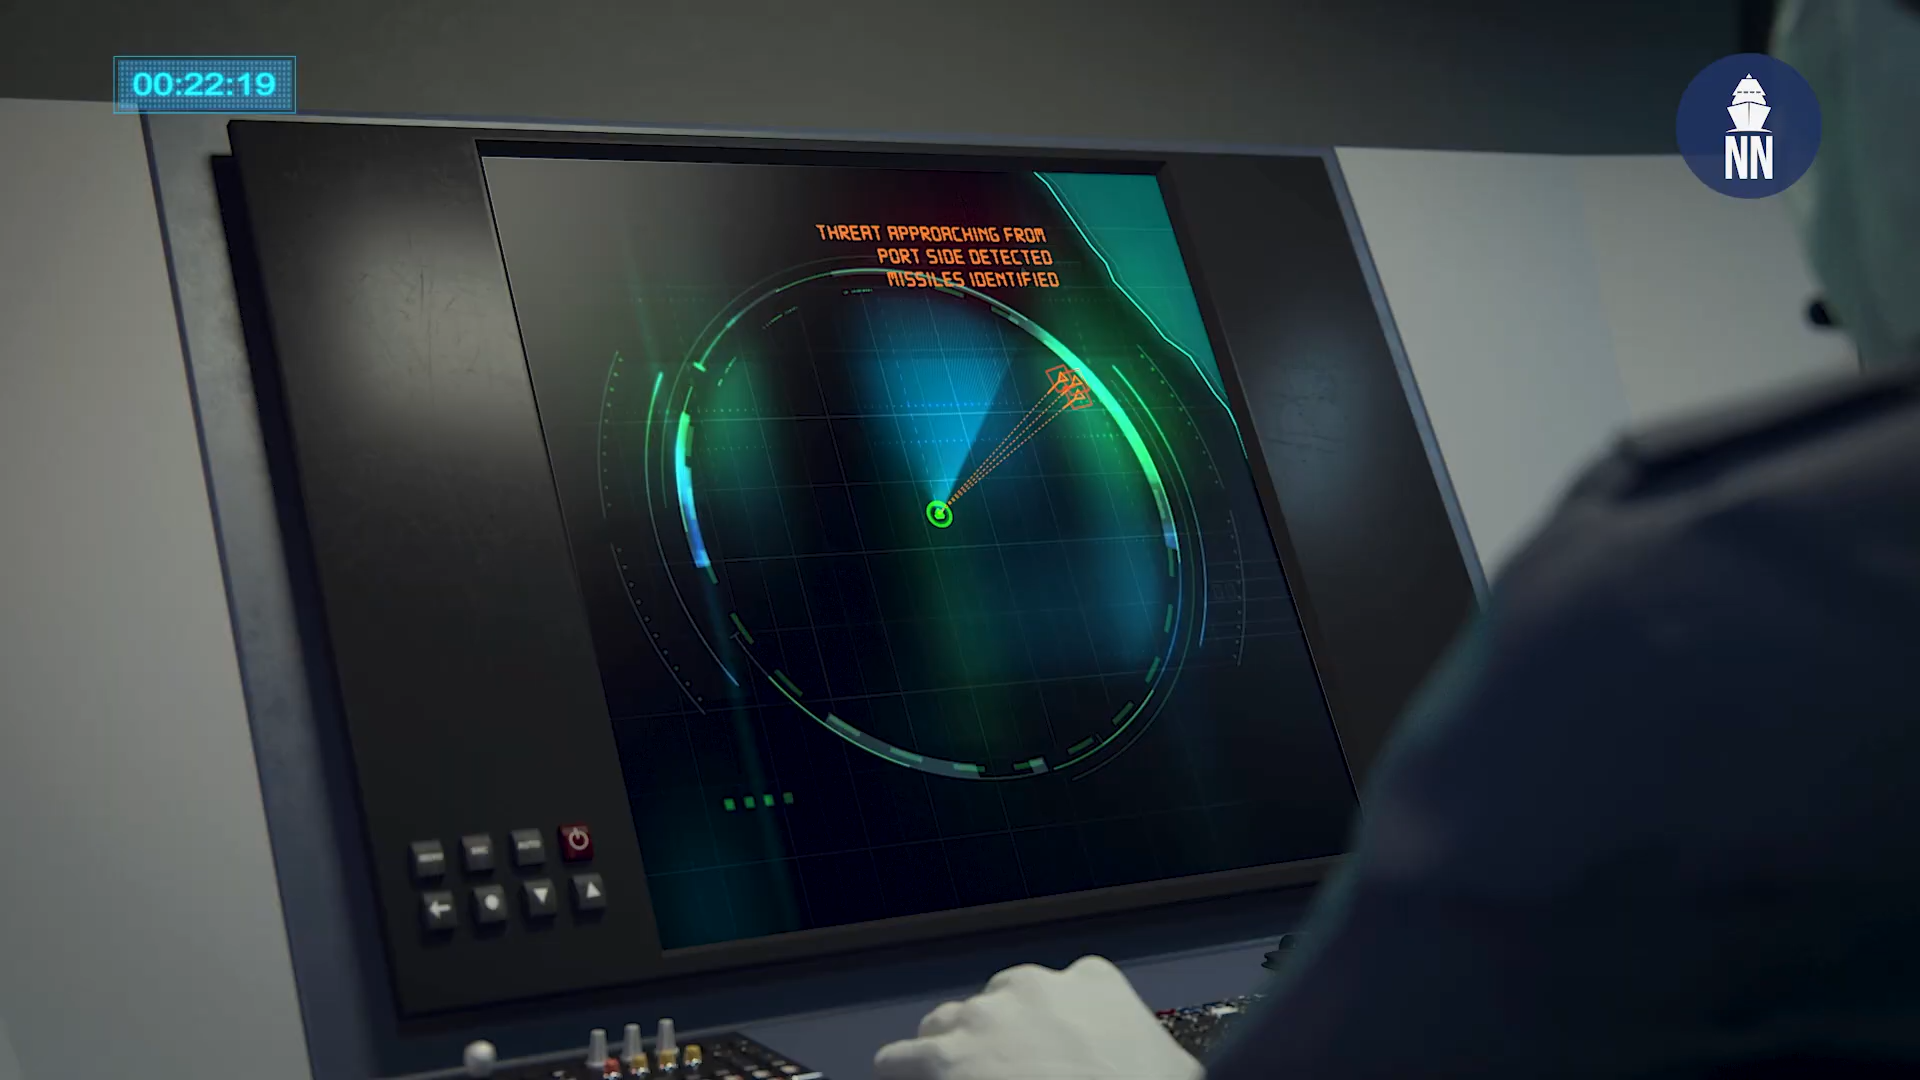 00:22:19
NN
THREAT APPROACHING FROM
PORT SIDE DETECTED
MISSILES IDENTIFIED